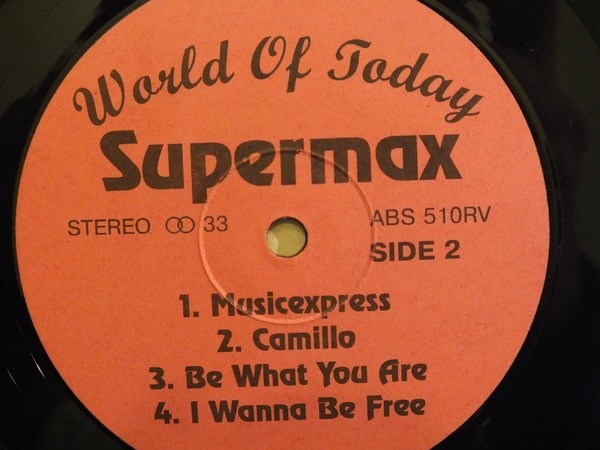 World Of Today
Supermax
STEREO 33
ABS 510RV
SIDE 2
1. Musicexpress
2. Camillo
3. Be What You Are
4. I Wanna Be Free